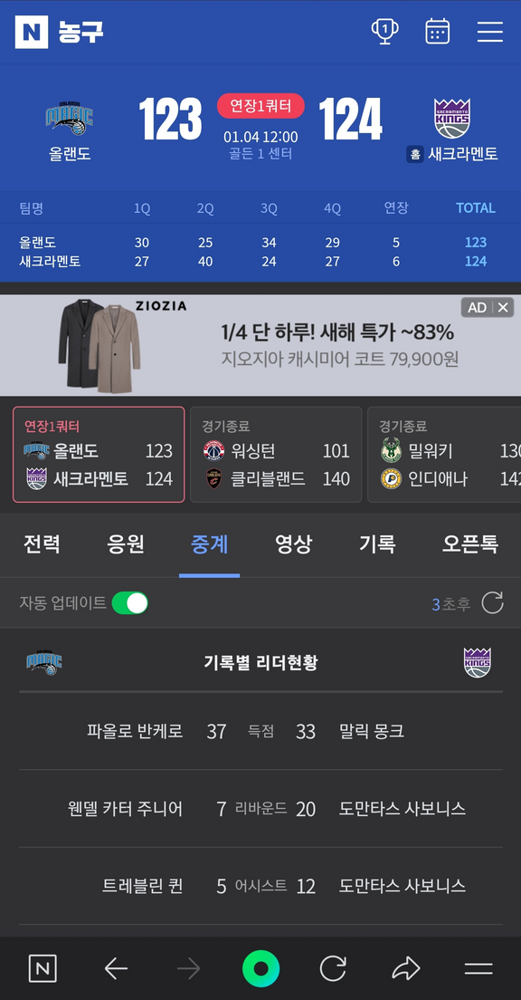 N 농구
1
123 연장1쿼터 124
01.04 12:00
골든 1 센터
ORLANDO
MAGIC
SACRAMENTO
KINGS
올랜도 홈 새크라멘토
팀명 1Q 2Q 3Q 4Q 연장 TOTAL
올랜도 30 25 34 29 5 123
새크라멘토 27 40 24 27 6 124
ZIOZIA
AD
1/4 단 하루! 새해 특가 ~83%
지오지아 캐시미어 코트 79,900원
연장1쿼터
올랜도 123
새크라멘토 124
경기종료
워싱턴 101
클리블랜드 140
경기종료
밀워키 130
인디애나 142
전력 응원 중계 영상 기록 오픈톡
자동 업데이트 3초후
MAGIC 기록별 리더현황 KINGS
파올로 반케로 37 득점 33 말릭 몽크
웬델 카터 주니어 7 리바운드 20 도만타스 사보니스
트레블린 퀸 5 어시스트 12 도만타스 사보니스
N